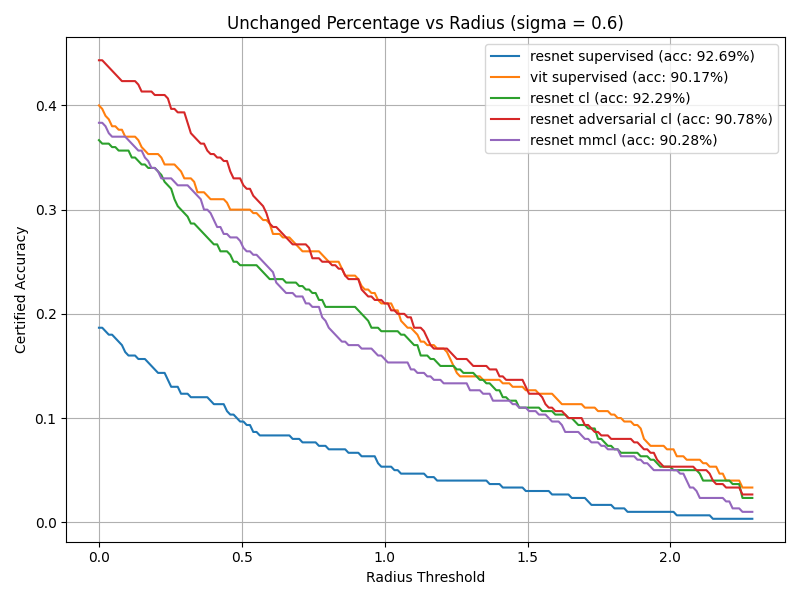 Unchanged Percentage vs Radius (sigma = 0.6)
resnet supervised (acc: 92.69%)
vit supervised (acc: 90.17%)
resnet cl (acc: 92.29%)
resnet adversarial cl (acc: 90.78%)
resnet mmcl (acc: 90.28%)
Certified Accuracy
0.4
0.3
0.2
0.1
0.0
0.0 0.5 1.0 1.5 2.0
Radius Threshold